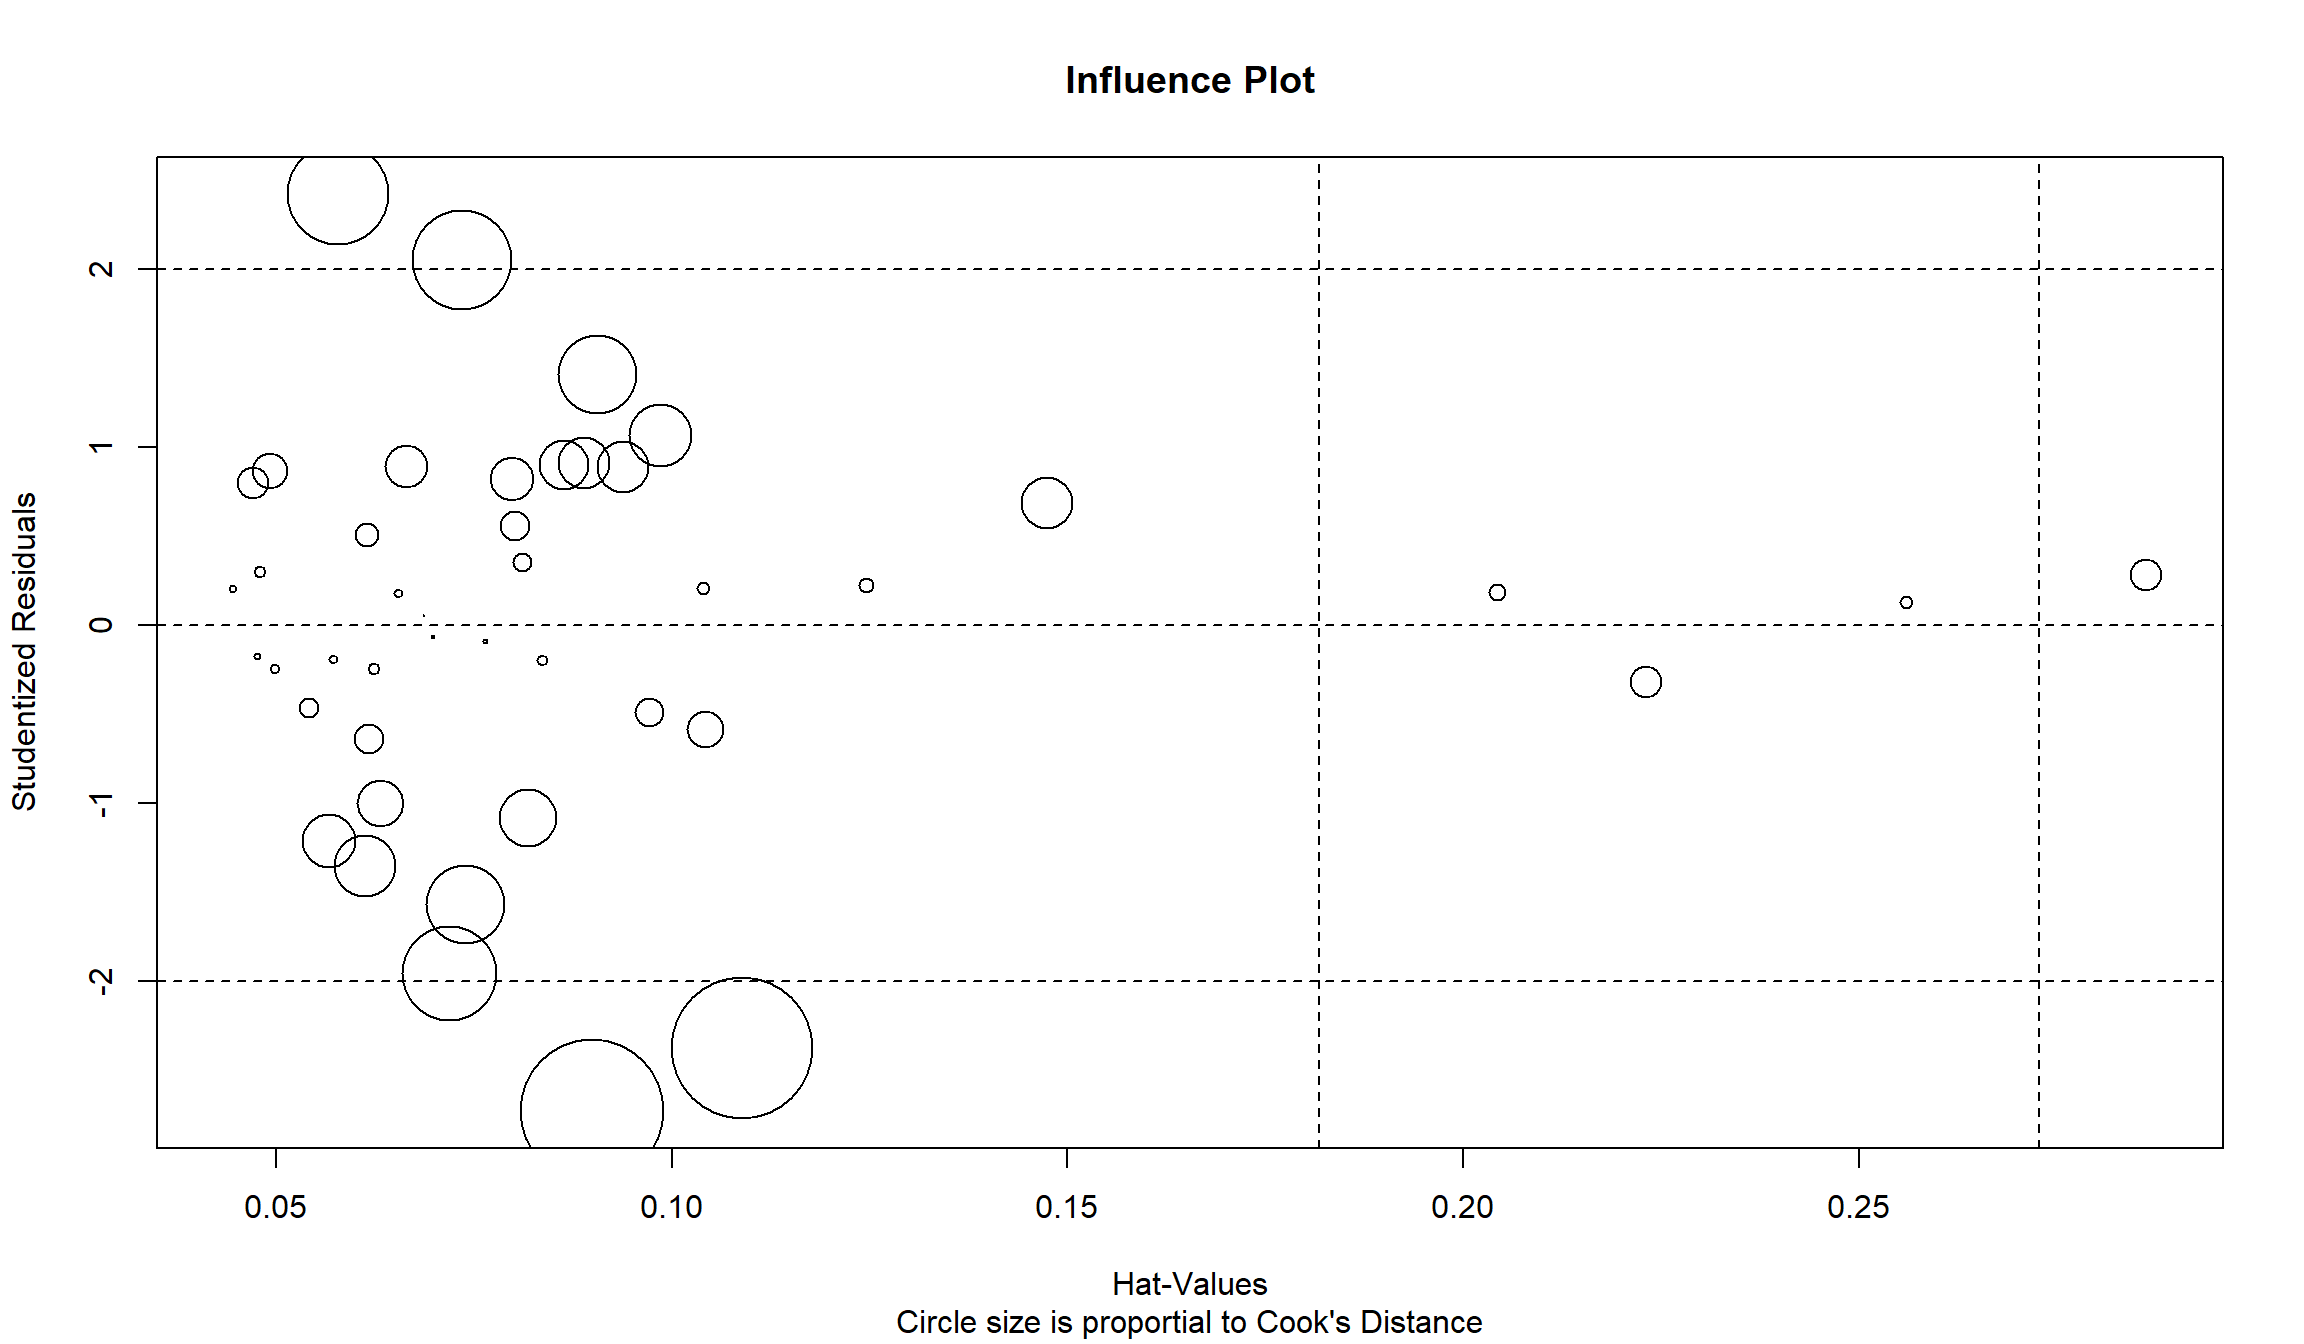 Influence Plot
Studentized Residuals
2
1
0
-1
-2
0.05 0.10 0.15 0.20 0.25
Hat-Values
Circle size is proportial to Cook's Distance